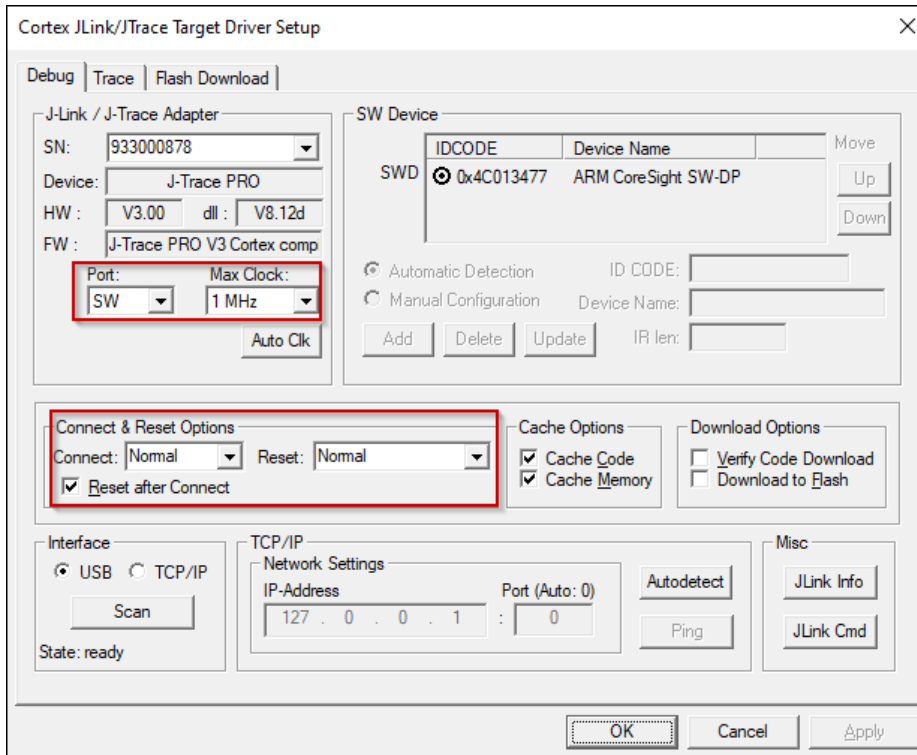 Cortex JLink/JTrace Target Driver Setup
Debug
Trace
Flash Download
J-Link / J-Trace Adapter
SN:
933000878
Device:
J-Trace PRO
HW :
V3.00
dll :
V8.12d
FW :
J-Trace PRO V3 Cortex comp
Port:
Max Clock:
SW
1 MHz
Auto Clk
SW Device
IDCODE
Device Name
Move
SWD
0x4C013477
ARM CoreSight SW-DP
Up
Down
Automatic Detection
ID CODE:
Manual Configuration
Device Name:
Add
Delete
Update
IR len:
Connect & Reset Options
Connect:
Normal
Reset:
Normal
Reset after Connect
Cache Options
Cache Code
Cache Memory
Download Options
Verify Code Download
Download to Flash
Interface
USB
TCP/IP
Scan
State: ready
TCP/IP
Network Settings
IP-Address
Port (Auto: 0)
127 . 0 . 0 . 1
:
0
Autodetect
Ping
Misc
JLink Info
JLink Cmd
OK
Cancel
Apply